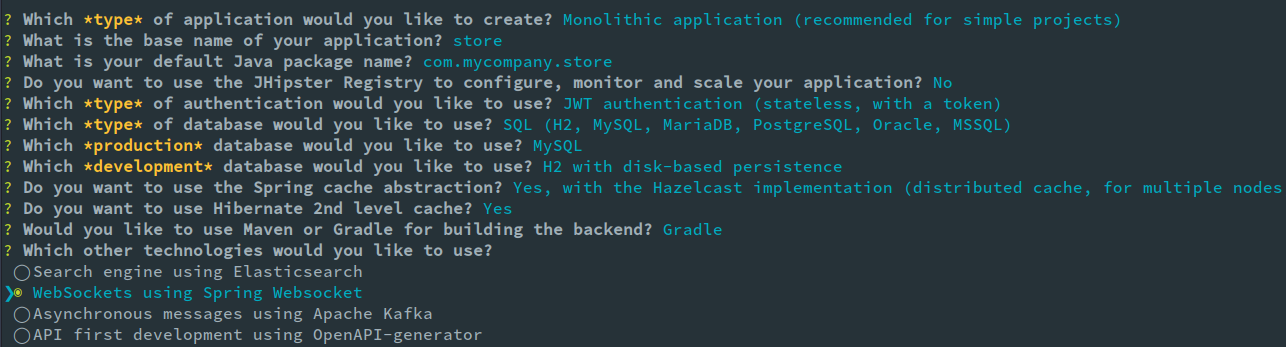 ? Which *type* of application would you like to create? Monolithic application (recommended for simple projects)
? What is the base name of your application? store
? What is your default Java package name? com.mycompany.store
? Do you want to use the JHipster Registry to configure, monitor and scale your application? No
? Which *type* of authentication would you like to use? JWT authentication (stateless, with a token)
? Which *type* of database would you like to use? SQL (H2, MySQL, MariaDB, PostgreSQL, Oracle, MSSQL)
? Which *production* database would you like to use? MySQL
? Which *development* database would you like to use? H2 with disk-based persistence
? Do you want to use the Spring cache abstraction? Yes, with the Hazelcast implementation (distributed cache, for multiple nodes
? Do you want to use Hibernate 2nd level cache? Yes
? Would you like to use Maven or Gradle for building the backend? Gradle
? Which other technologies would you like to use?
◯Search engine using Elasticsearch
❯◉ WebSockets using Spring Websocket
◯Asynchronous messages using Apache Kafka
◯API first development using OpenAPI-generator